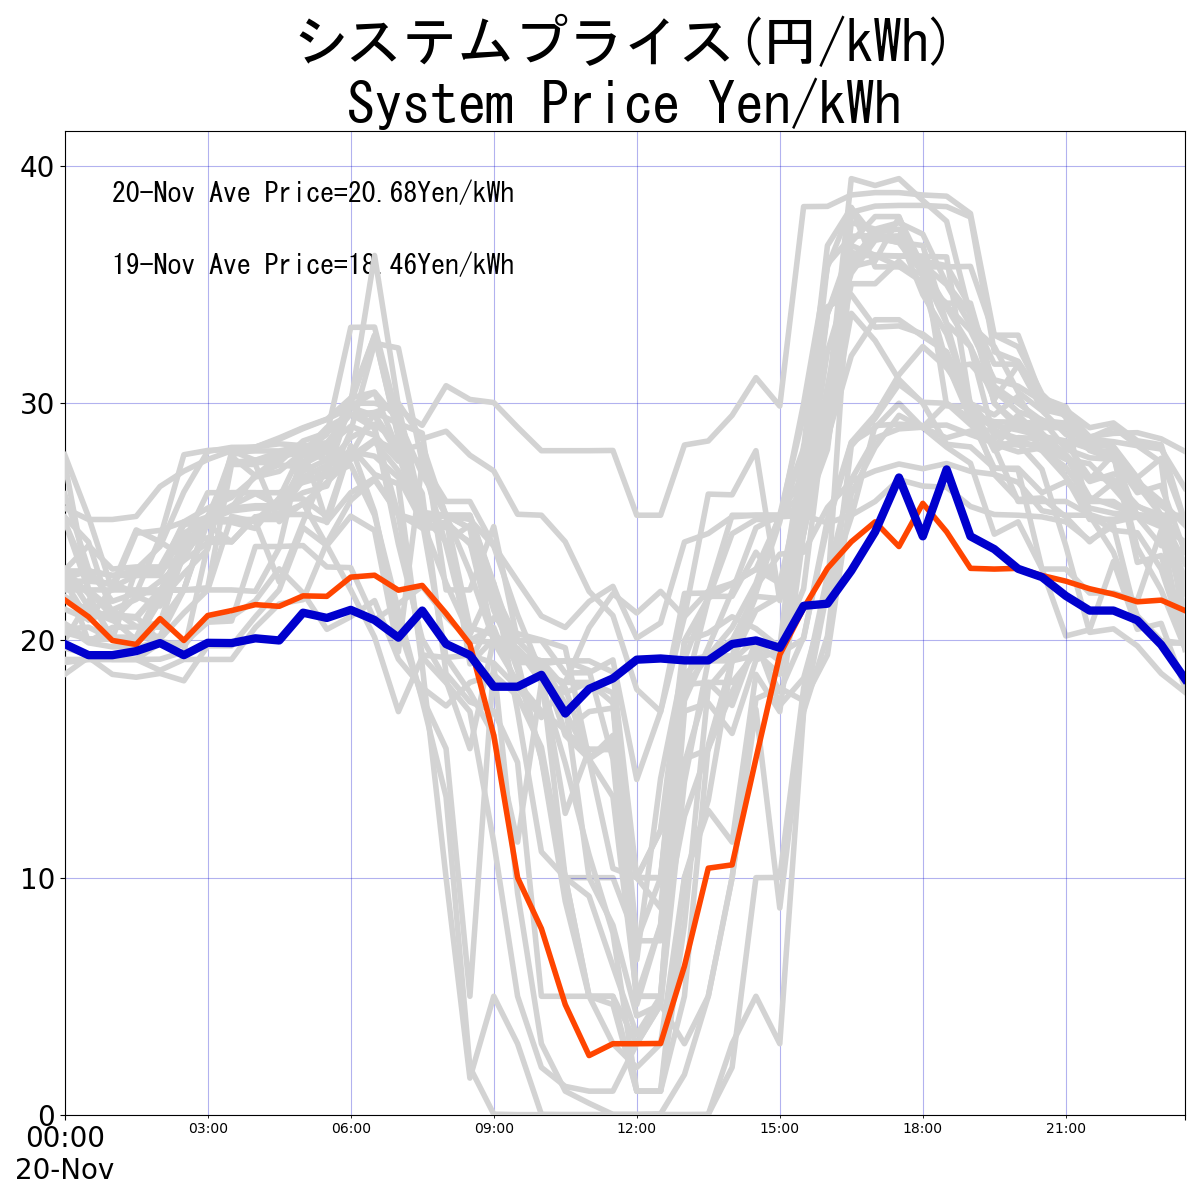 システムプライス(円/kWh)
System Price Yen/kWh
40
20-Nov Ave Price=20.68Yen/kWh
19-Nov Ave Price=18.46Yen/kWh
30
20
10
0
00:00
03:00
06:00
09:00
12:00
15:00
18:00
21:00
20-Nov